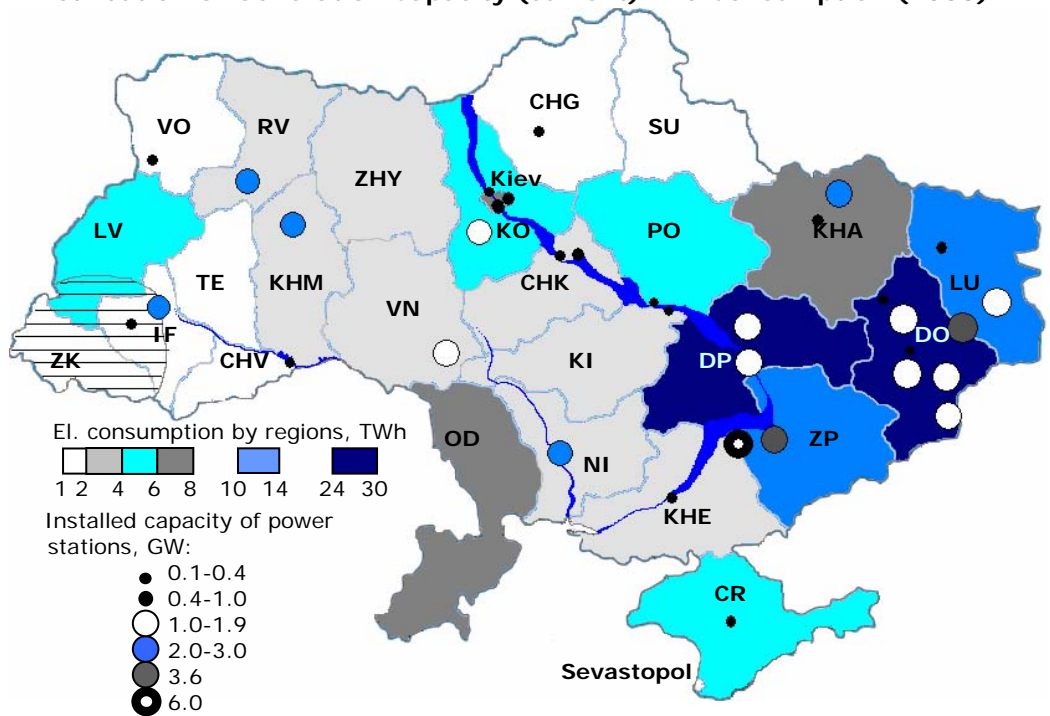 VO
RV
CHG
SU
ZHY
Kiev
LV
KO
PO
KHA
TE
KHM
CHK
LU
VN
IF
ZK
CHV
KI
DP
DO
El. consumption by regions, TWh
OD
ZP
NI
1 2 4 6 8 10 14 24 30
KHE
Installed capacity of power
stations, GW:
0.1-0.4
0.4-1.0
1.0-1.9
2.0-3.0
3.6
6.0
CR
Sevastopol